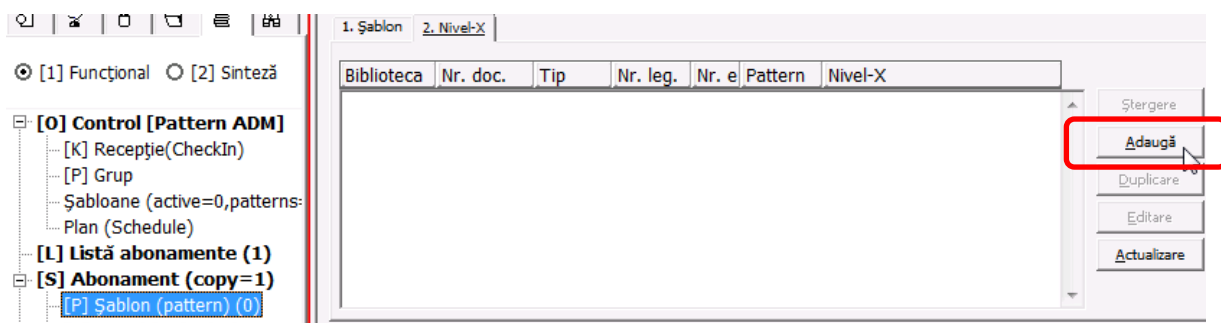 [1] Funcţional [2] Sinteză
[O] Control [Pattern ADM]
[K] Recepţie(CheckIn)
[P] Grup
Şabloane (active=0,patterns=
Plan (Schedule)
[L] Listă abonamente (1)
[S] Abonament (copy=1)
[P] Şablon (pattern) (0)
1. Şablon 2. Nivel-X
Biblioteca Nr. doc. Tip Nr. leg. Nr. e Pattern Nivel-X
Ştergere
Adaugă
Duplicare
Editare
Actualizare